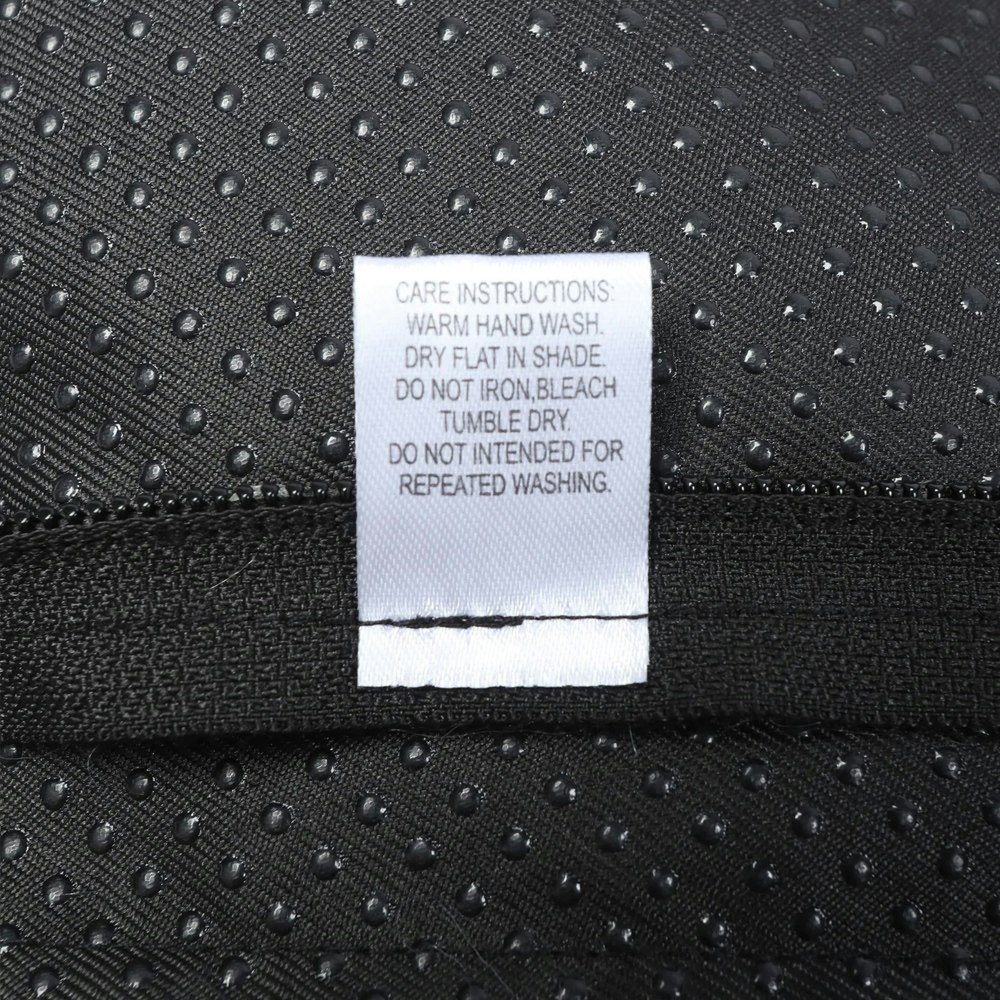 CARE INSTRUCTIONS:
WARM HAND WASH.
DRY FLAT IN SHADE.
DO NOT IRON,BLEACH
TUMBLE DRY.
DO NOT INTENDED FOR
REPEATED WASHING.